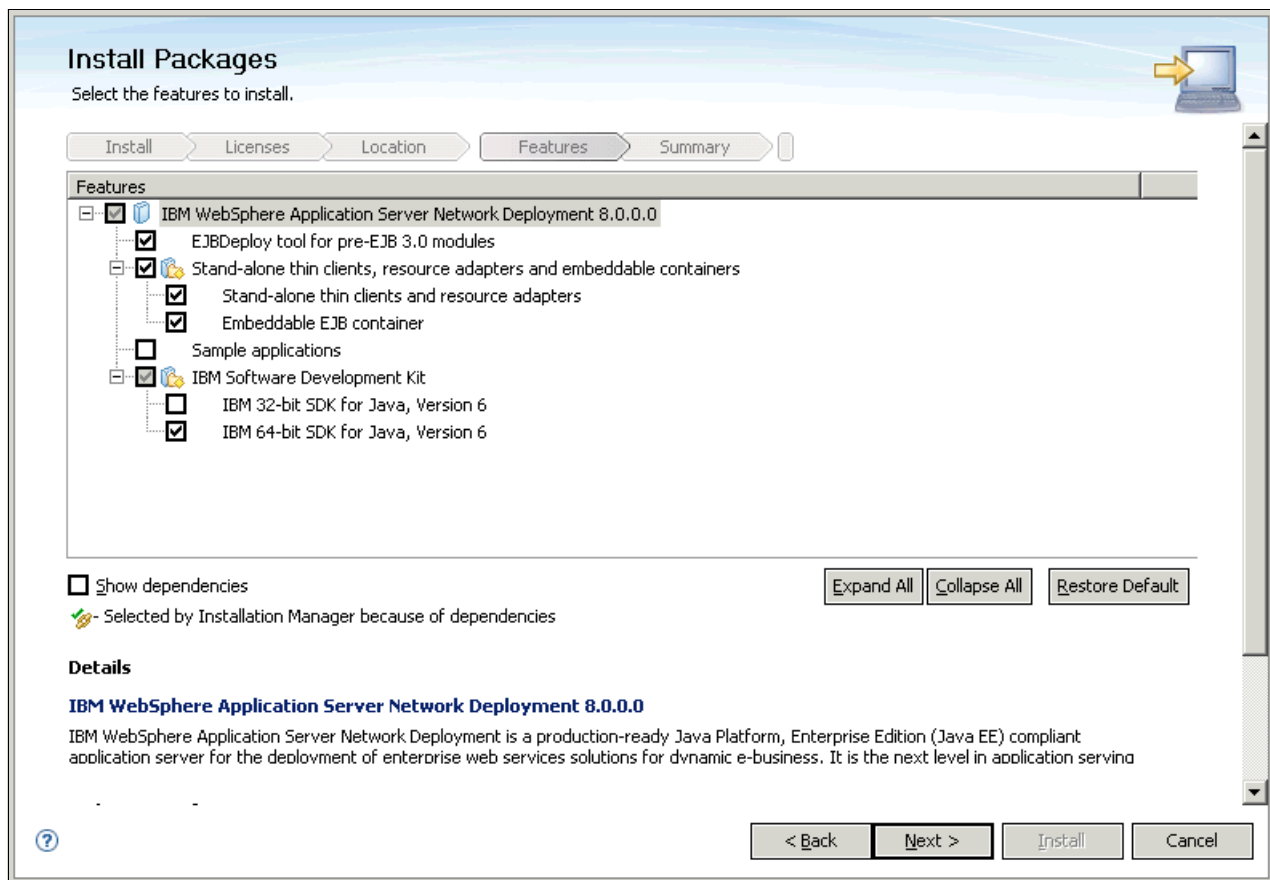 Install Packages
Select the features to install.
Install
Licenses
Location
Features
Summary
Features
IBM WebSphere Application Server Network Deployment 8.0.0.0
EJBDeploy tool for pre-EJB 3.0 modules
Stand-alone thin clients, resource adapters and embeddable containers
Stand-alone thin clients and resource adapters
Embeddable EJB container
Sample applications
IBM Software Development Kit
IBM 32-bit SDK for Java, Version 6
IBM 64-bit SDK for Java, Version 6
Show dependencies
Expand All
Collapse All
Restore Default
- Selected by Installation Manager because of dependencies
Details
IBM WebSphere Application Server Network Deployment 8.0.0.0
IBM WebSphere Application Server Network Deployment is a production-ready Java Platform, Enterprise Edition (Java EE) compliant
application server for the deployment of enterprise web services solutions for dynamic e-business. It is the next level in application serving
?
< Back
Next >
Install
Cancel